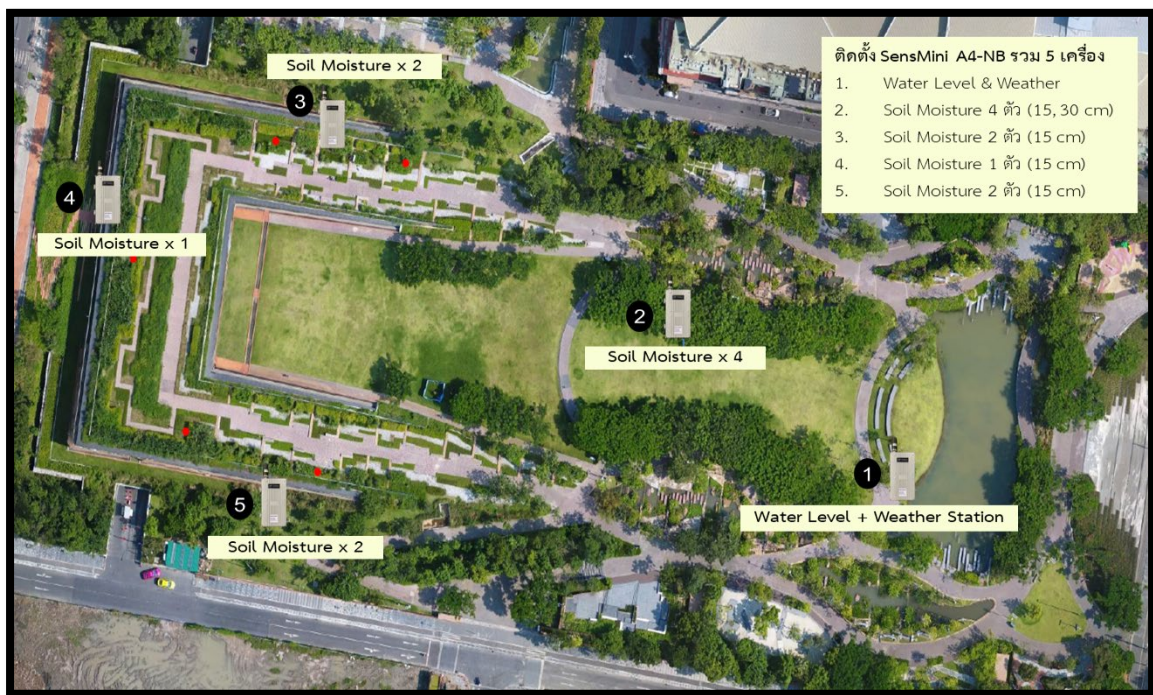 Soil Moisture x 2
3
ติดตั้ง SensMini A4-NB รวม 5 เครื่อง
1. Water Level & Weather
2. Soil Moisture 4 ตัว (15, 30 cm)
3. Soil Moisture 2 ตัว (15 cm)
4. Soil Moisture 1 ตัว (15 cm)
5. Soil Moisture 2 ตัว (15 cm)
4
Soil Moisture x 1
2
Soil Moisture x 4
1
Water Level + Weather Station
5
Soil Moisture x 2